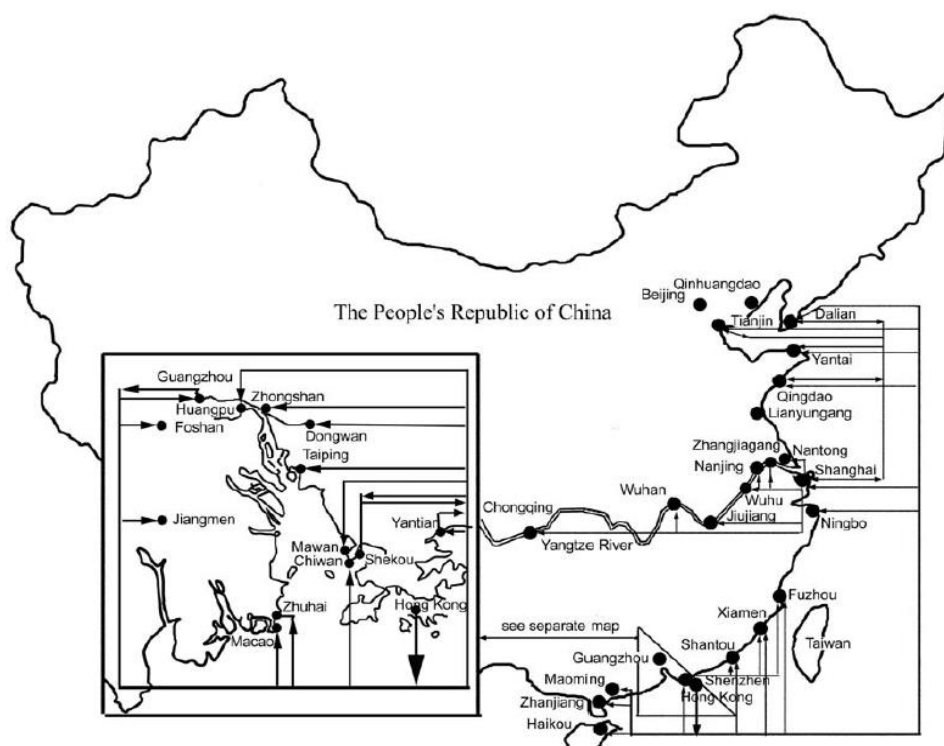 Qinhuangdao
Beijing
The People's Republic of China
Tianjin
Dalian
Yantai
Qingdao
Lianyungang
Zhangjiagang
Nantong
Nanjing
Shanghai
Wuhan
Wuhu
Chongqing
Jiujiang
Ningbo
Yangtze River
Fuzhou
Xiamen
see separate map
Taiwan
Shantou
Guangzhou
Shenzhen
Maoming
Hong Kong
Zhanjiang
Haikou
Guangzhou
Zhongshan
Huangpu
Foshan
Dongwan
Taiping
Jiangmen
Yantian
Mawan
Chiwan
Shekou
Zhuhai
Hong Kong
Macao